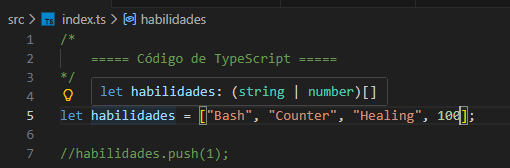 src > index.ts > habilidades
1 /*
2 ===== Código de TypeScript =====
3 */
4 let habilidades: (string | number)[]
5 let habilidades = ["Bash", "Counter", "Healing", 100];
6
7 //habilidades.push(1);